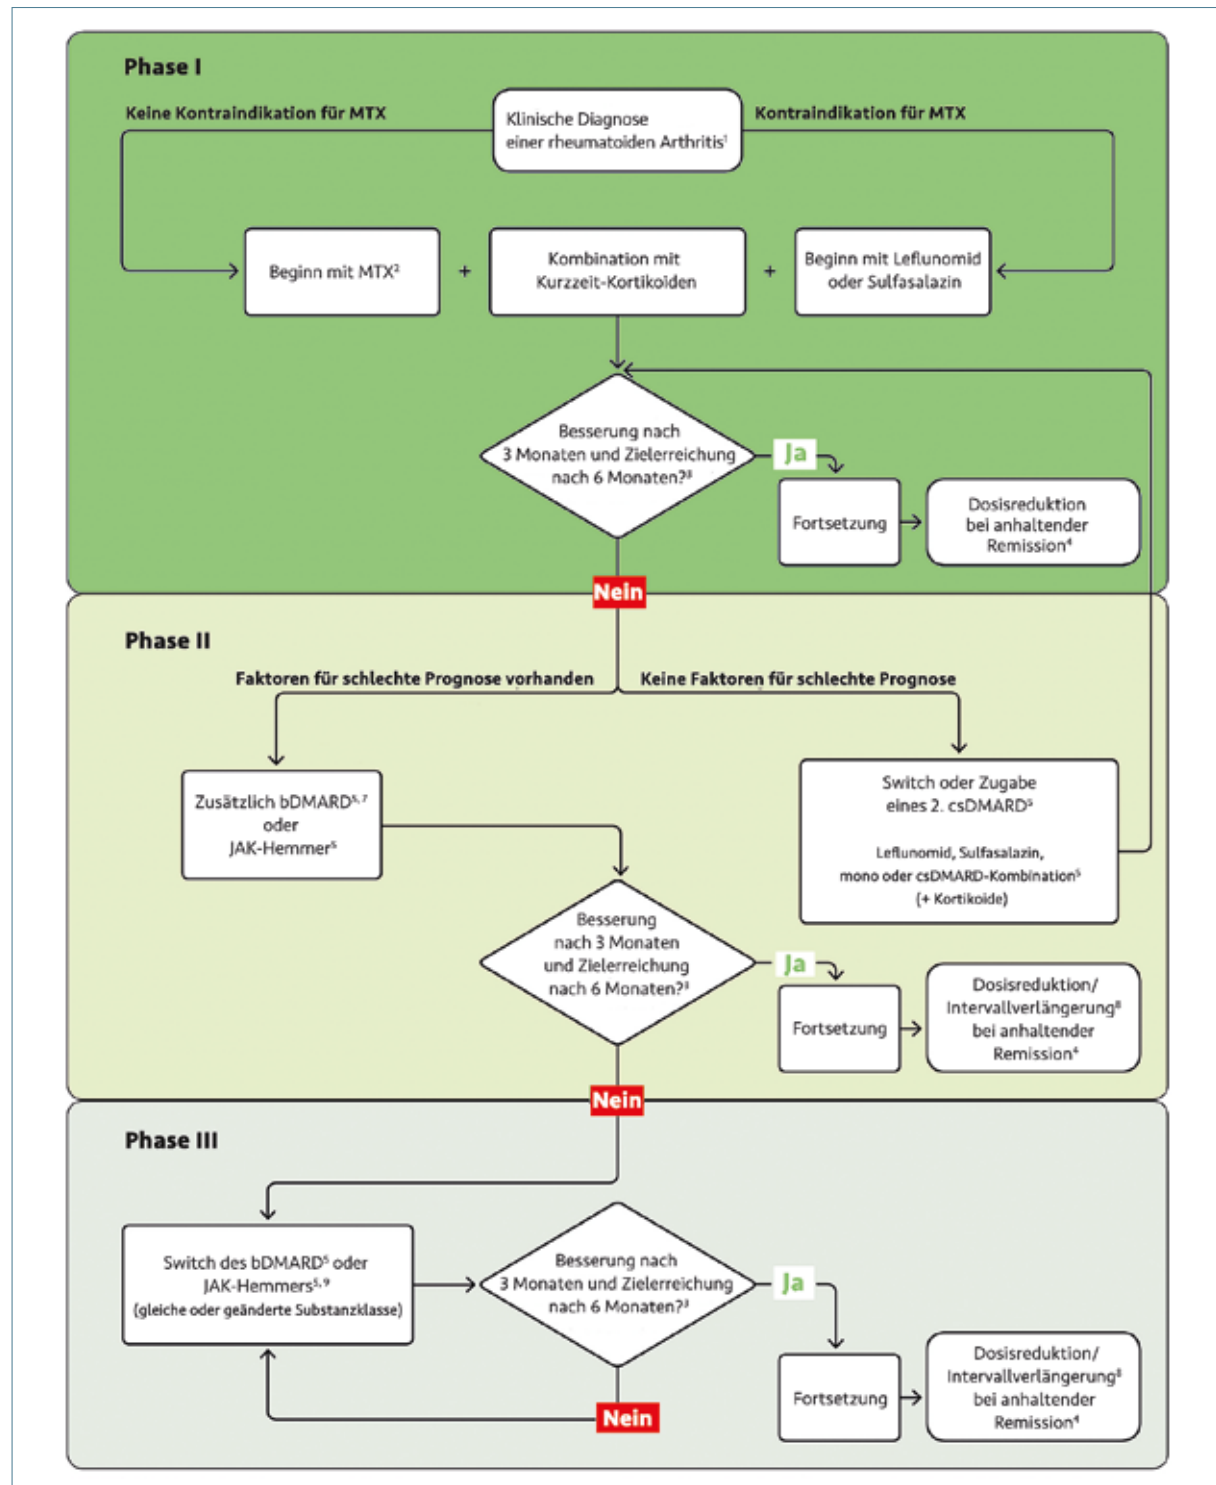 Phase I
Keine Kontraindikation für MTX
Klinische Diagnose
einer rheumatoiden Arthritis¹
Kontraindikation für MTX
Beginn mit MTX²
+
Kombination mit
Kurzzeit-Kortikoiden
+
Beginn mit Leflunomid
oder Sulfasalazin
Besserung nach
3 Monaten und Zielerreichung
nach 6 Monaten?³
Ja
Fortsetzung
Dosisreduktion
bei anhaltender
Remission⁴
Nein
Phase II
Faktoren für schlechte Prognose vorhanden
Keine Faktoren für schlechte Prognose
Zusätzlich bDMARD⁵,⁷
oder
JAK-Hemmer⁵
Switch oder Zugabe
eines 2. csDMARD⁵
Leflunomid, Sulfasalazin,
mono oder csDMARD-Kombination⁵
(+ Kortikoide)
Besserung
nach 3 Monaten
und Zielerreichung
nach 6 Monaten?³
Ja
Fortsetzung
Dosisreduktion/
Intervallverlängerung⁸
bei anhaltender
Remission⁴
Nein
Phase III
Switch des bDMARD⁵ oder
JAK-Hemmers⁵,⁹
(gleiche oder geänderte Substanzklasse)
Besserung nach
3 Monaten und Zielerreichung
nach 6 Monaten?³
Ja
Fortsetzung
Dosisreduktion/
Intervallverlängerung⁸
bei anhaltender
Remission⁴
Nein